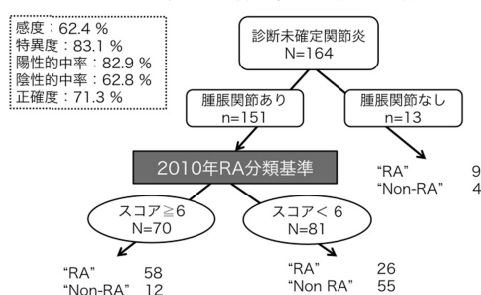 感度：62.4 %
特異度：83.1 %
陽性的中率：82.9 %
陰性的中率：62.8 %
正確度：71.3 %
診断未確定関節炎
N=164
腫脹関節あり
n=151
腫脹関節なし
n=13
2010年RA分類基準
“RA” 9
“Non-RA” 4
スコア≧6
N=70
スコア< 6
N=81
“RA” 58
“Non-RA” 12
“RA” 26
“Non RA” 55